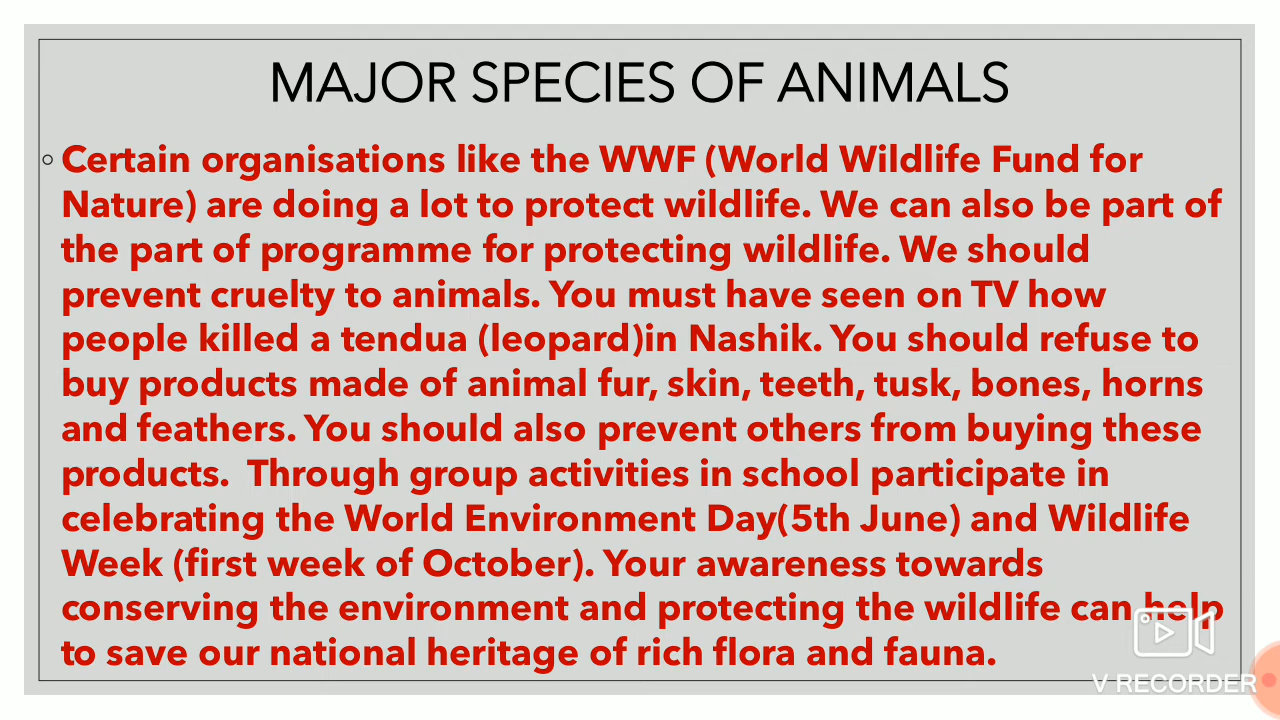 MAJOR SPECIES OF ANIMALS
◦ Certain organisations like the WWF (World Wildlife Fund for
Nature) are doing a lot to protect wildlife. We can also be part of
the part of programme for protecting wildlife. We should
prevent cruelty to animals. You must have seen on TV how
people killed a tendua (leopard)in Nashik. You should refuse to
buy products made of animal fur, skin, teeth, tusk, bones, horns
and feathers. You should also prevent others from buying these
products.  Through group activities in school participate in
celebrating the World Environment Day(5th June) and Wildlife
Week (first week of October). Your awareness towards
conserving the environment and protecting the wildlife can help
to save our national heritage of rich flora and fauna.
V RECORDER